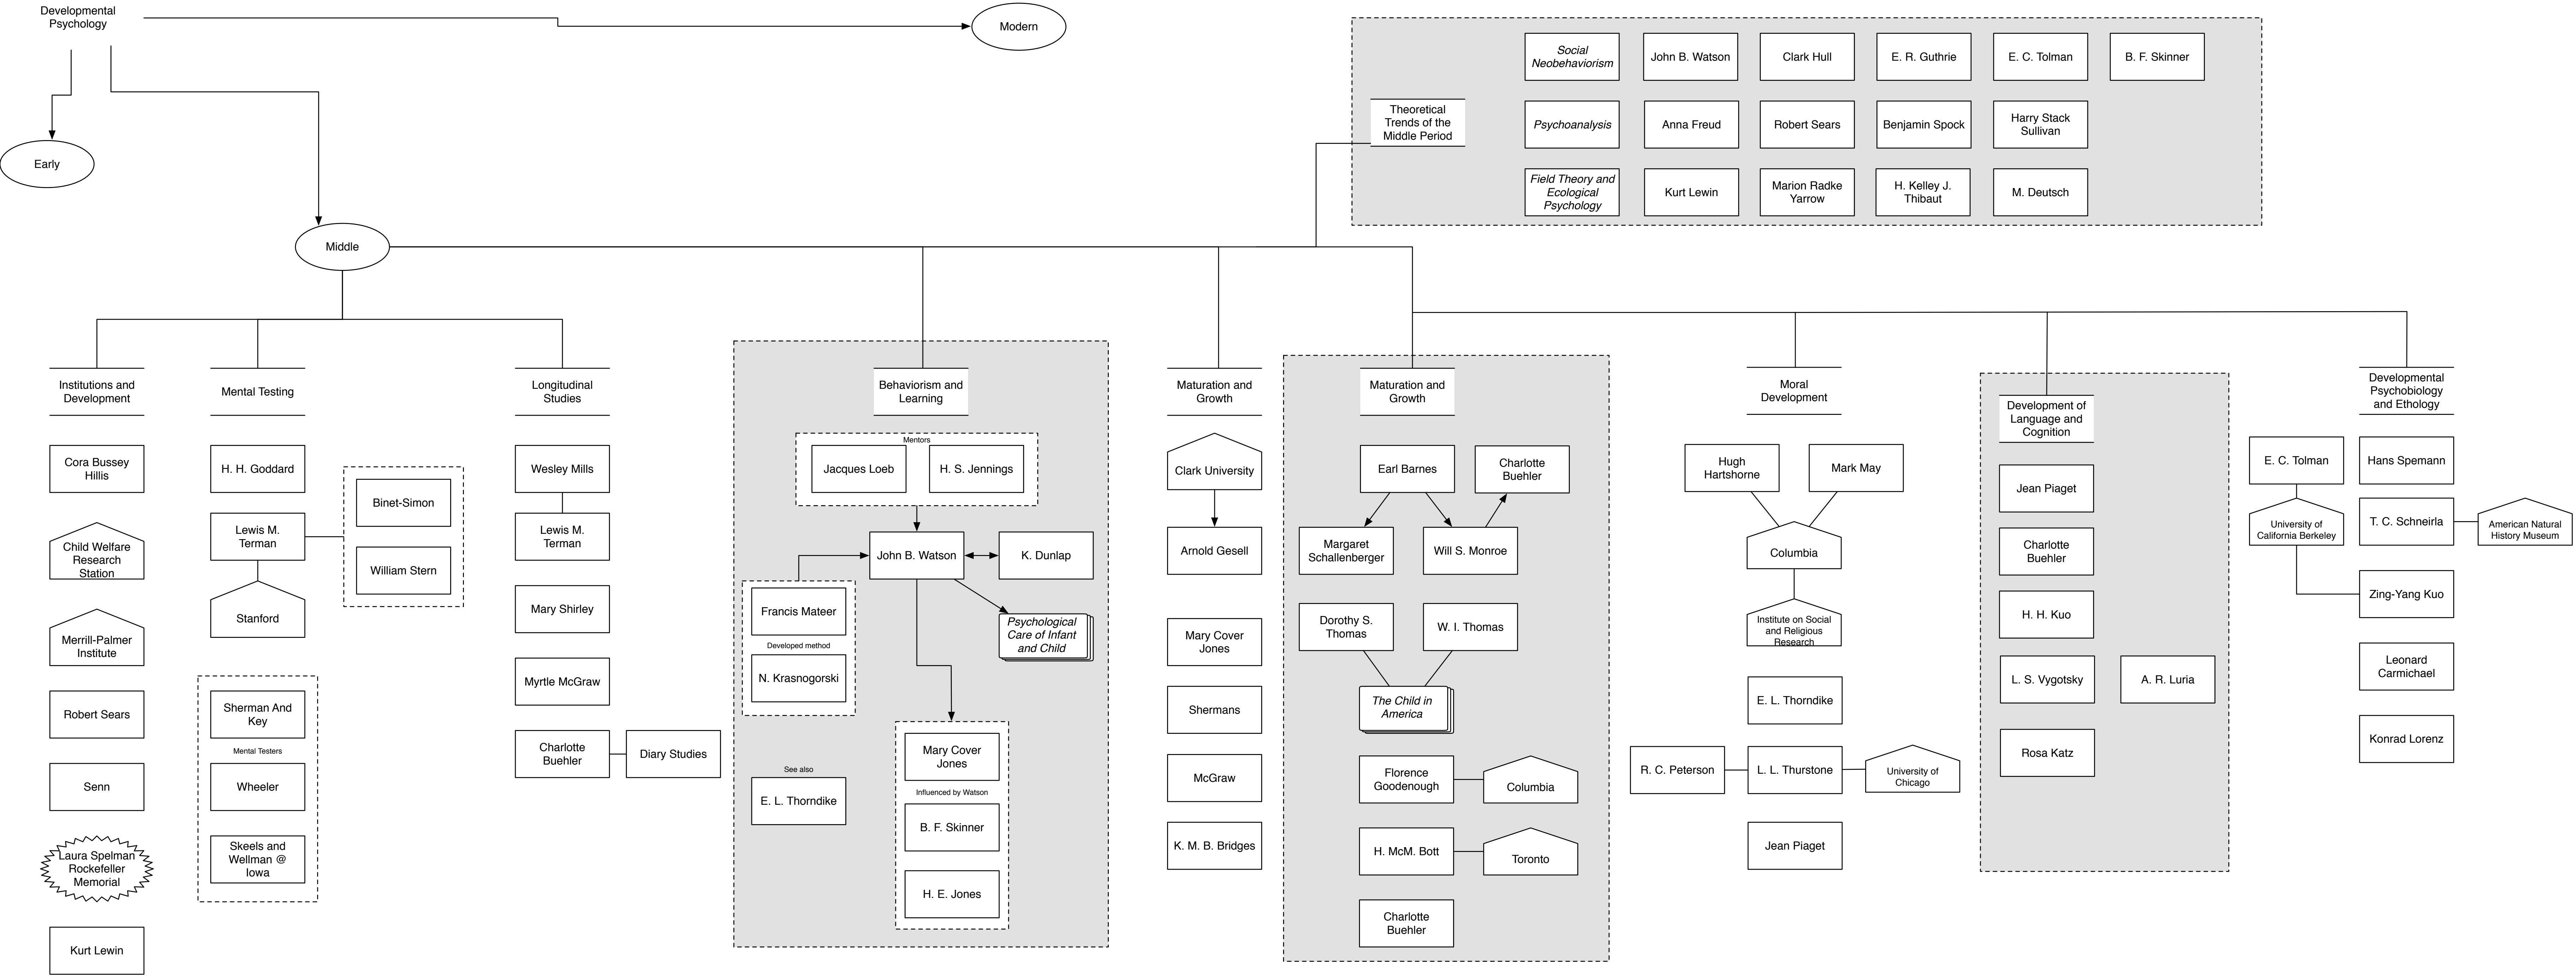 Developmental
Psychology
Modern
Early
Middle
Theoretical
Trends of the
Middle Period
Social
Neobehaviorism
John B. Watson
Clark Hull
E. R. Guthrie
E. C. Tolman
B. F. Skinner
Psychoanalysis
Anna Freud
Robert Sears
Benjamin Spock
Harry Stack
Sullivan
Field Theory and
Ecological
Psychology
Kurt Lewin
Marion Radke
Yarrow
H. Kelley J.
Thibaut
M. Deutsch
Institutions and
Development
Cora Bussey
Hillis
Child Welfare
Research
Station
Merrill-Palmer
Institute
Robert Sears
Senn
Laura Spelman
Rockefeller
Memorial
Kurt Lewin
Mental Testing
H. H. Goddard
Lewis M.
Terman
Stanford
Binet-Simon
William Stern
Sherman And
Key
Mental Testers
Wheeler
Skeels and
Wellman @
Iowa
Longitudinal
Studies
Wesley Mills
Lewis M.
Terman
Mary Shirley
Myrtle McGraw
Charlotte
Buehler
Diary Studies
Behaviorism and
Learning
Mentors
Jacques Loeb
H. S. Jennings
John B. Watson
K. Dunlap
Francis Mateer
Developed method
N. Krasnogorski
Psychological
Care of Infant
and Child
See also
E. L. Thorndike
Mary Cover
Jones
Influenced by Watson
B. F. Skinner
H. E. Jones
Maturation and
Growth
Clark University
Arnold Gesell
Mary Cover
Jones
Shermans
McGraw
K. M. B. Bridges
Maturation and
Growth
Earl Barnes
Charlotte
Buehler
Margaret
Schallenberger
Will S. Monroe
Dorothy S.
Thomas
W. I. Thomas
The Child in
America
Florence
Goodenough
Columbia
H. McM. Bott
Toronto
Charlotte
Buehler
Moral
Development
Hugh
Hartshorne
Mark May
Columbia
Institute on Social
and Religious
Research
E. L. Thorndike
R. C. Peterson
L. L. Thurstone
University of
Chicago
Jean Piaget
Development of
Language and
Cognition
Jean Piaget
Charlotte
Buehler
H. H. Kuo
L. S. Vygotsky
A. R. Luria
Rosa Katz
Developmental
Psychobiology
and Ethology
E. C. Tolman
Hans Spemann
University of
California Berkeley
T. C. Schneirla
American Natural
History Museum
Zing-Yang Kuo
Leonard
Carmichael
Konrad Lorenz